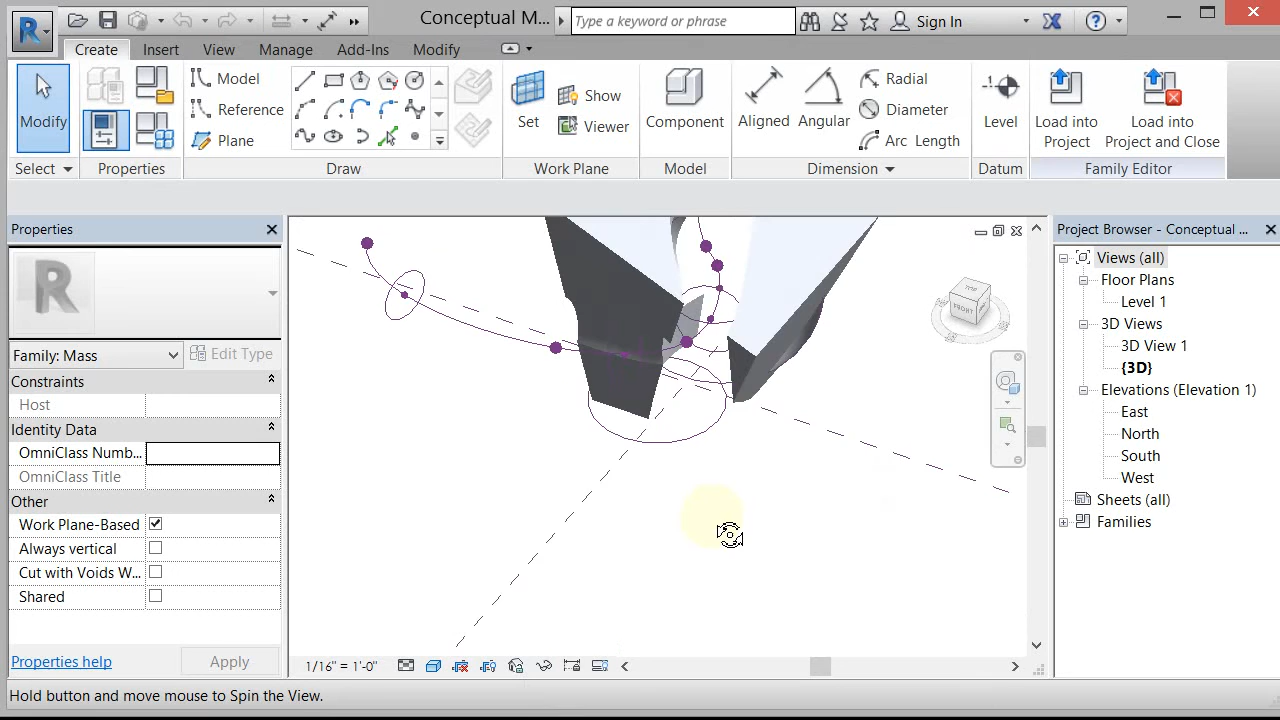 Conceptual M...
Type a keyword or phrase
Sign In
Create Insert View Manage Add-Ins Modify
Modify
Model
Reference
Plane
Set
Show
Viewer
Component
Aligned
Angular
Radial
Diameter
Arc Length
Level
Load into
Project
Load into
Project and Close
Select
Properties
Draw
Work Plane
Model
Dimension
Datum
Family Editor
Properties
R
Family: Mass
Edit Type
Constraints
Host
Identity Data
OmniClass Numb...
OmniClass Title
Other
Work Plane-Based
Always vertical
Cut with Voids W...
Shared
Properties help
Apply
TOP
FRONT
1/16" = 1'-0"
Project Browser - Conceptual ...
Views (all)
Floor Plans
Level 1
3D Views
3D View 1
{3D}
Elevations (Elevation 1)
East
North
South
West
Sheets (all)
Families
Hold button and move mouse to Spin the View.